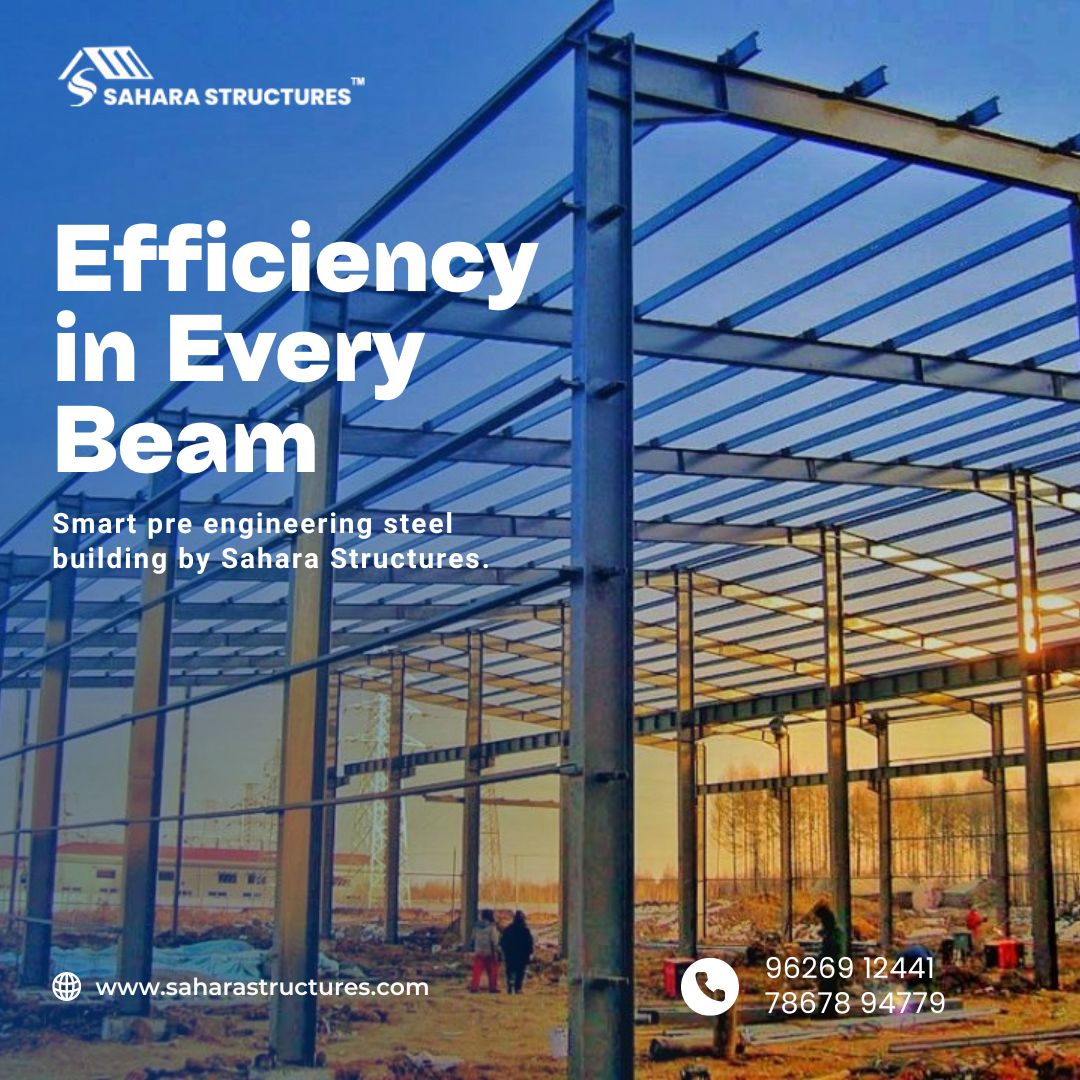 SAHARA STRUCTURES™
Efficiency
in Every
Beam
Smart pre engineering steel
building by Sahara Structures.
www.saharastructures.com
96269 12441
78678 94779